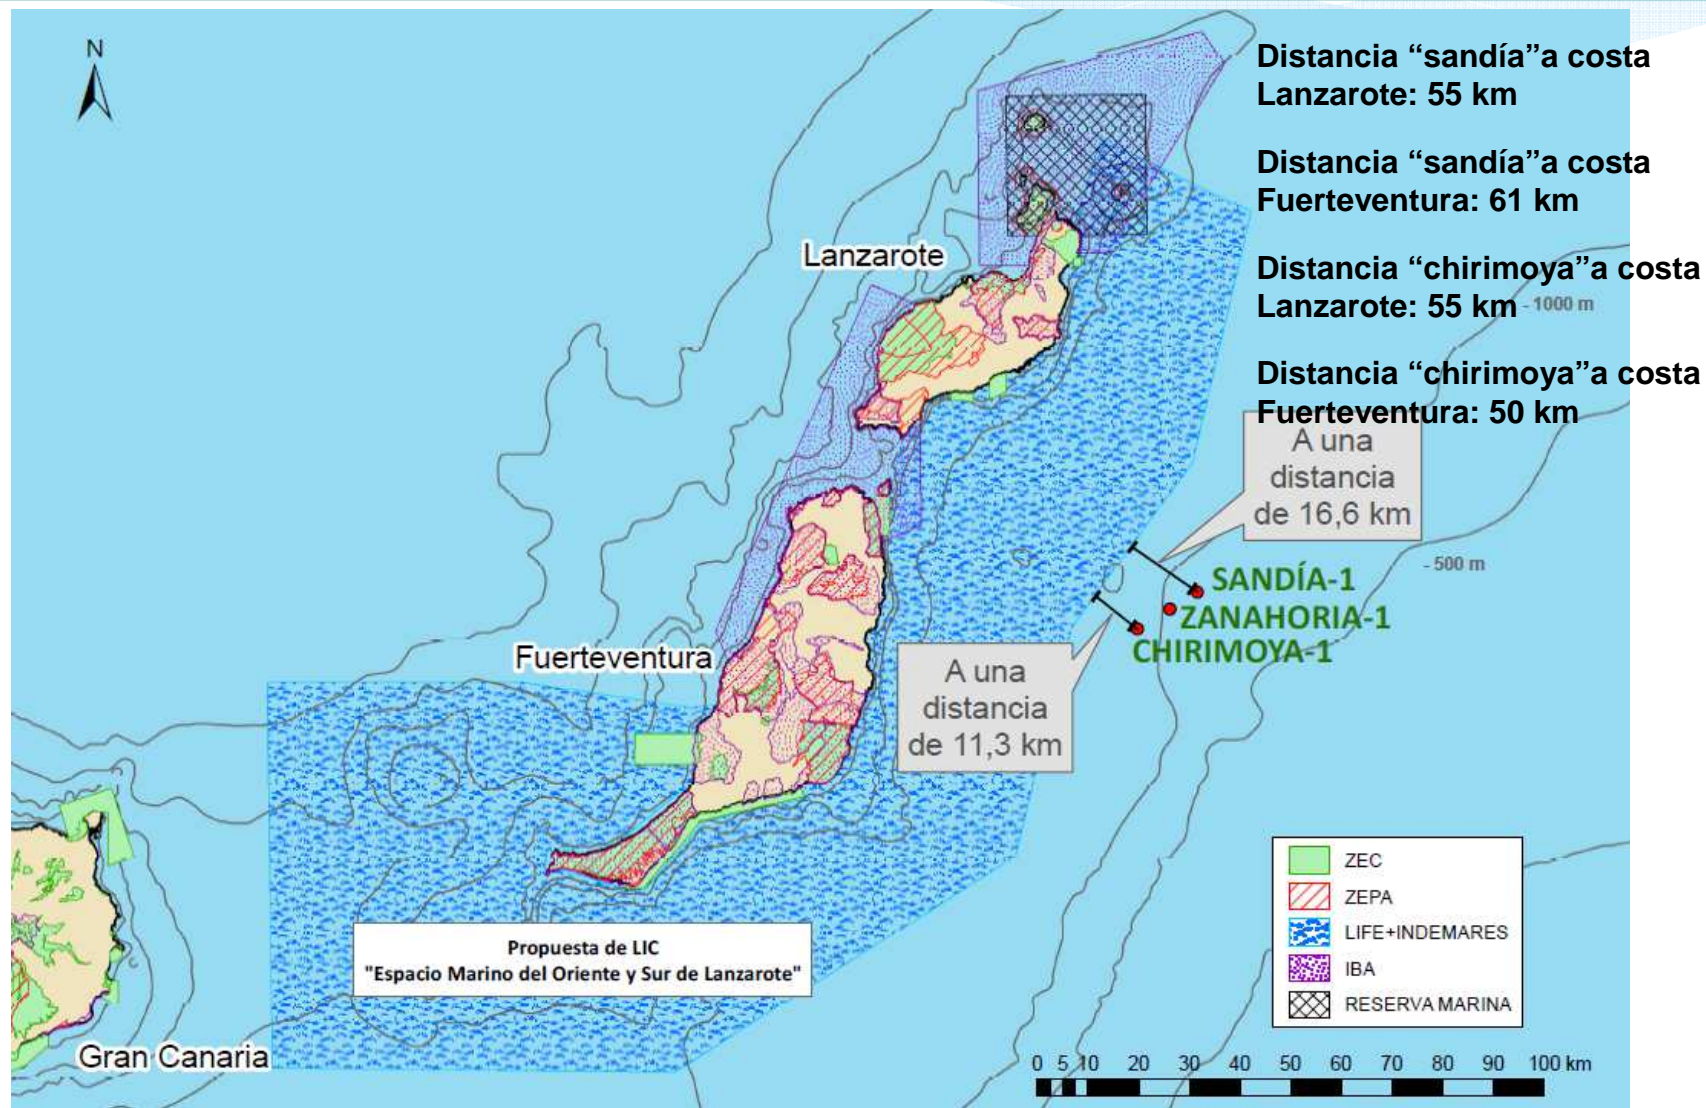 N
Distancia “sandía”a costa
Lanzarote: 55 km
Distancia “sandía”a costa
Fuerteventura: 61 km
Distancia “chirimoya”a costa
Lanzarote: 55 km
Distancia “chirimoya”a costa
Fuerteventura: 50 km
- 1000 m
Lanzarote
A una
distancia
de 16,6 km
- 500 m
SANDÍA-1
ZANAHORIA-1
CHIRIMOYA-1
Fuerteventura
A una
distancia
de 11,3 km
Propuesta de LIC
"Espacio Marino del Oriente y Sur de Lanzarote"
Gran Canaria
ZEC
ZEPA
LIFE+INDEMARES
IBA
RESERVA MARINA
0 5 10 20 30 40 50 60 70 80 90 100 km